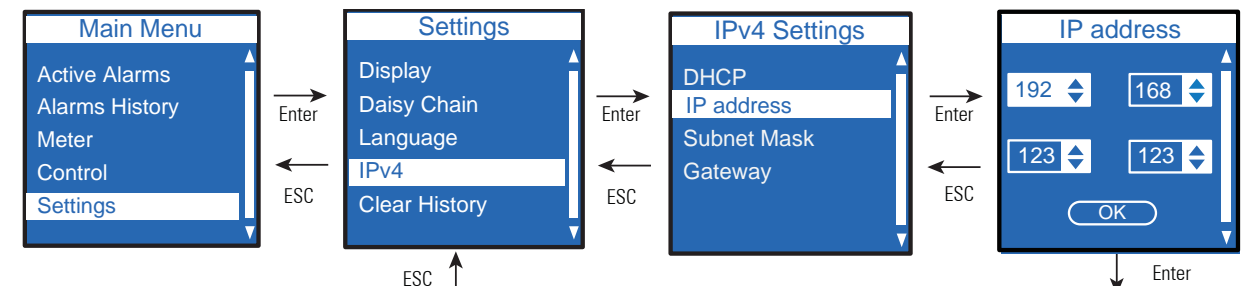 Main Menu
Active Alarms
Alarms History
Meter
Control
Settings
Enter
ESC
Settings
Display
Daisy Chain
Language
IPv4
Clear History
Enter
ESC
IPv4 Settings
DHCP
IP address
Subnet Mask
Gateway
Enter
ESC
IP address
192 168
123 123
OK
ESC
Enter